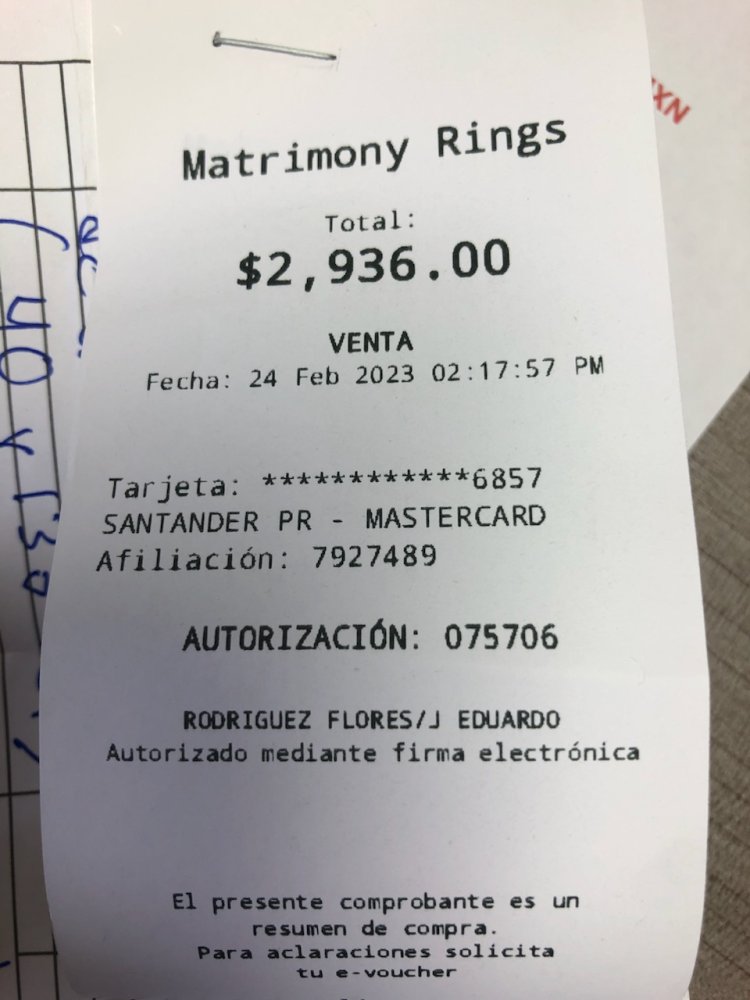 Matrimony Rings
Total:
$2,936.00
VENTA
Fecha: 24 Feb 2023 02:17:57 PM
Tarjeta: ************6857
SANTANDER PR - MASTERCARD
Afiliación: 7927489
AUTORIZACIÓN: 075706
RODRIGUEZ FLORES/J EDUARDO
Autorizado mediante firma electrónica
El presente comprobante es un
resumen de compra.
Para aclaraciones solicita
tu e-voucher